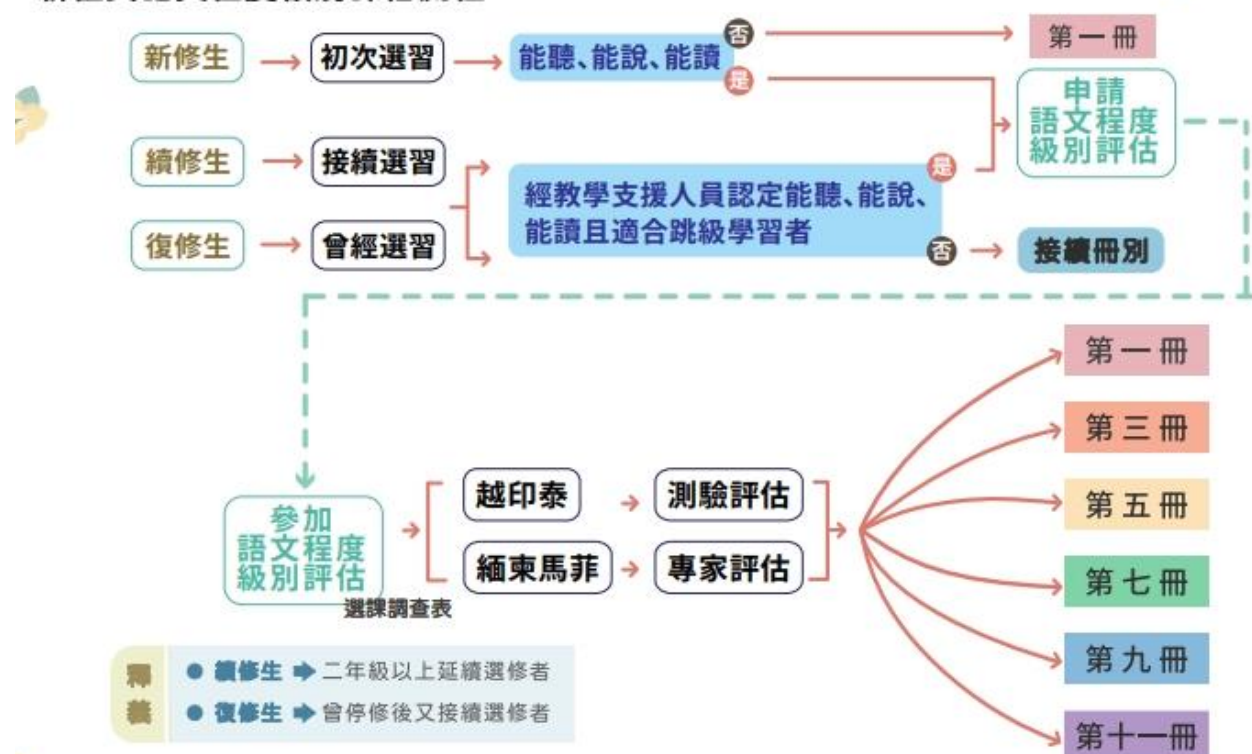 新修生
初次選習
能聽、能說、能讀
否
是
第一冊
申請
語文程度
級別評估
續修生
接續選習
復修生
曾經選習
經教學支援人員認定能聽、能說、
能讀且適合跳級學習者
是
否
接續冊別
參加
語文程度
級別評估
選課調查表
越印泰
測驗評估
緬柬馬菲
專家評估
第一冊
第三冊
第五冊
第七冊
第九冊
第十一冊
釋
義
● 續修生 ➡ 二年級以上延續選修者
● 復修生 ➡ 曾停修後又接續選修者